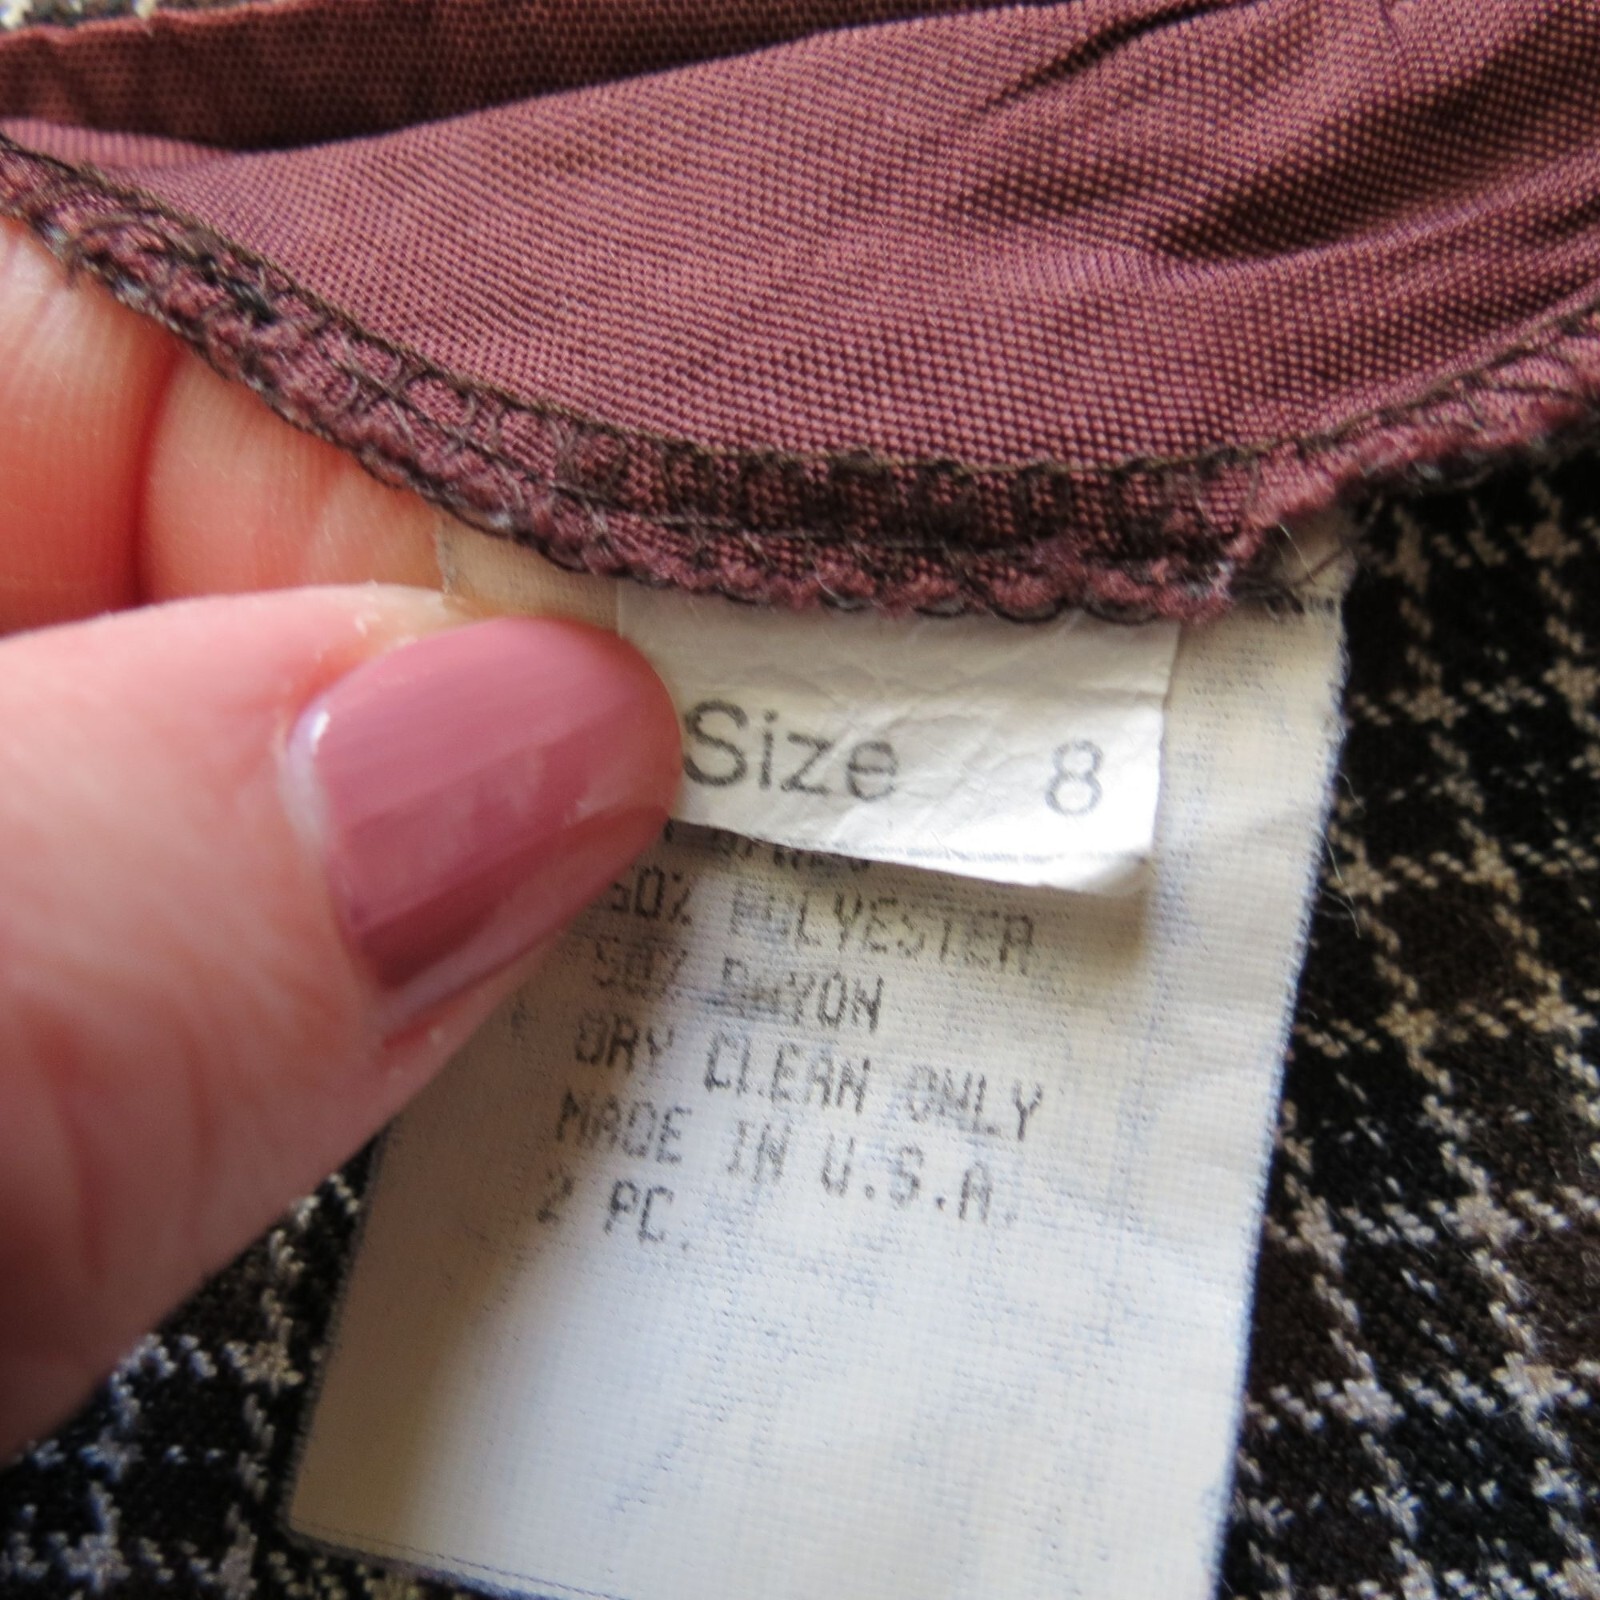 Size 8
50% POLYESTER
50% RAYON
DRY CLEAN ONLY
MADE IN U.S.A.
2 PC.